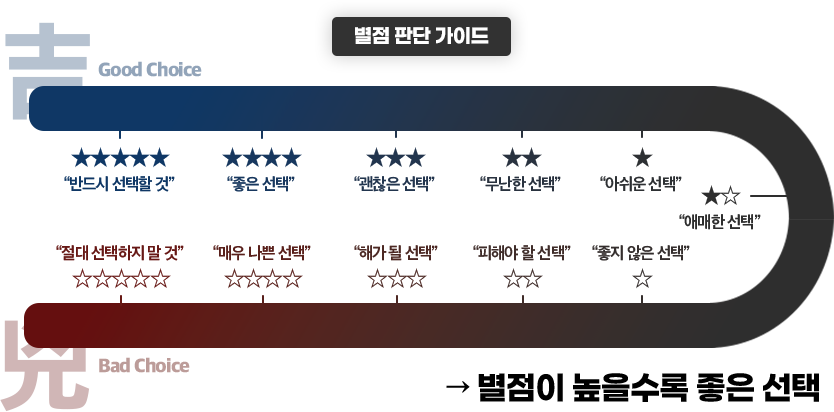 별점 판단 가이드
吉
Good Choice
★★★★★ ★★★★ ★★★ ★★ ★
“반드시 선택할 것” “좋은 선택” “괜찮은 선택” “무난한 선택” “아쉬운 선택”
★☆
“애매한 선택”
“절대 선택하지 말 것” “매우 나쁜 선택” “해가 될 선택” “피해야 할 선택” “좋지 않은 선택”
☆☆☆☆☆ ☆☆☆☆ ☆☆☆ ☆☆ ☆
兇
Bad Choice
→ 별점이 높을수록 좋은 선택